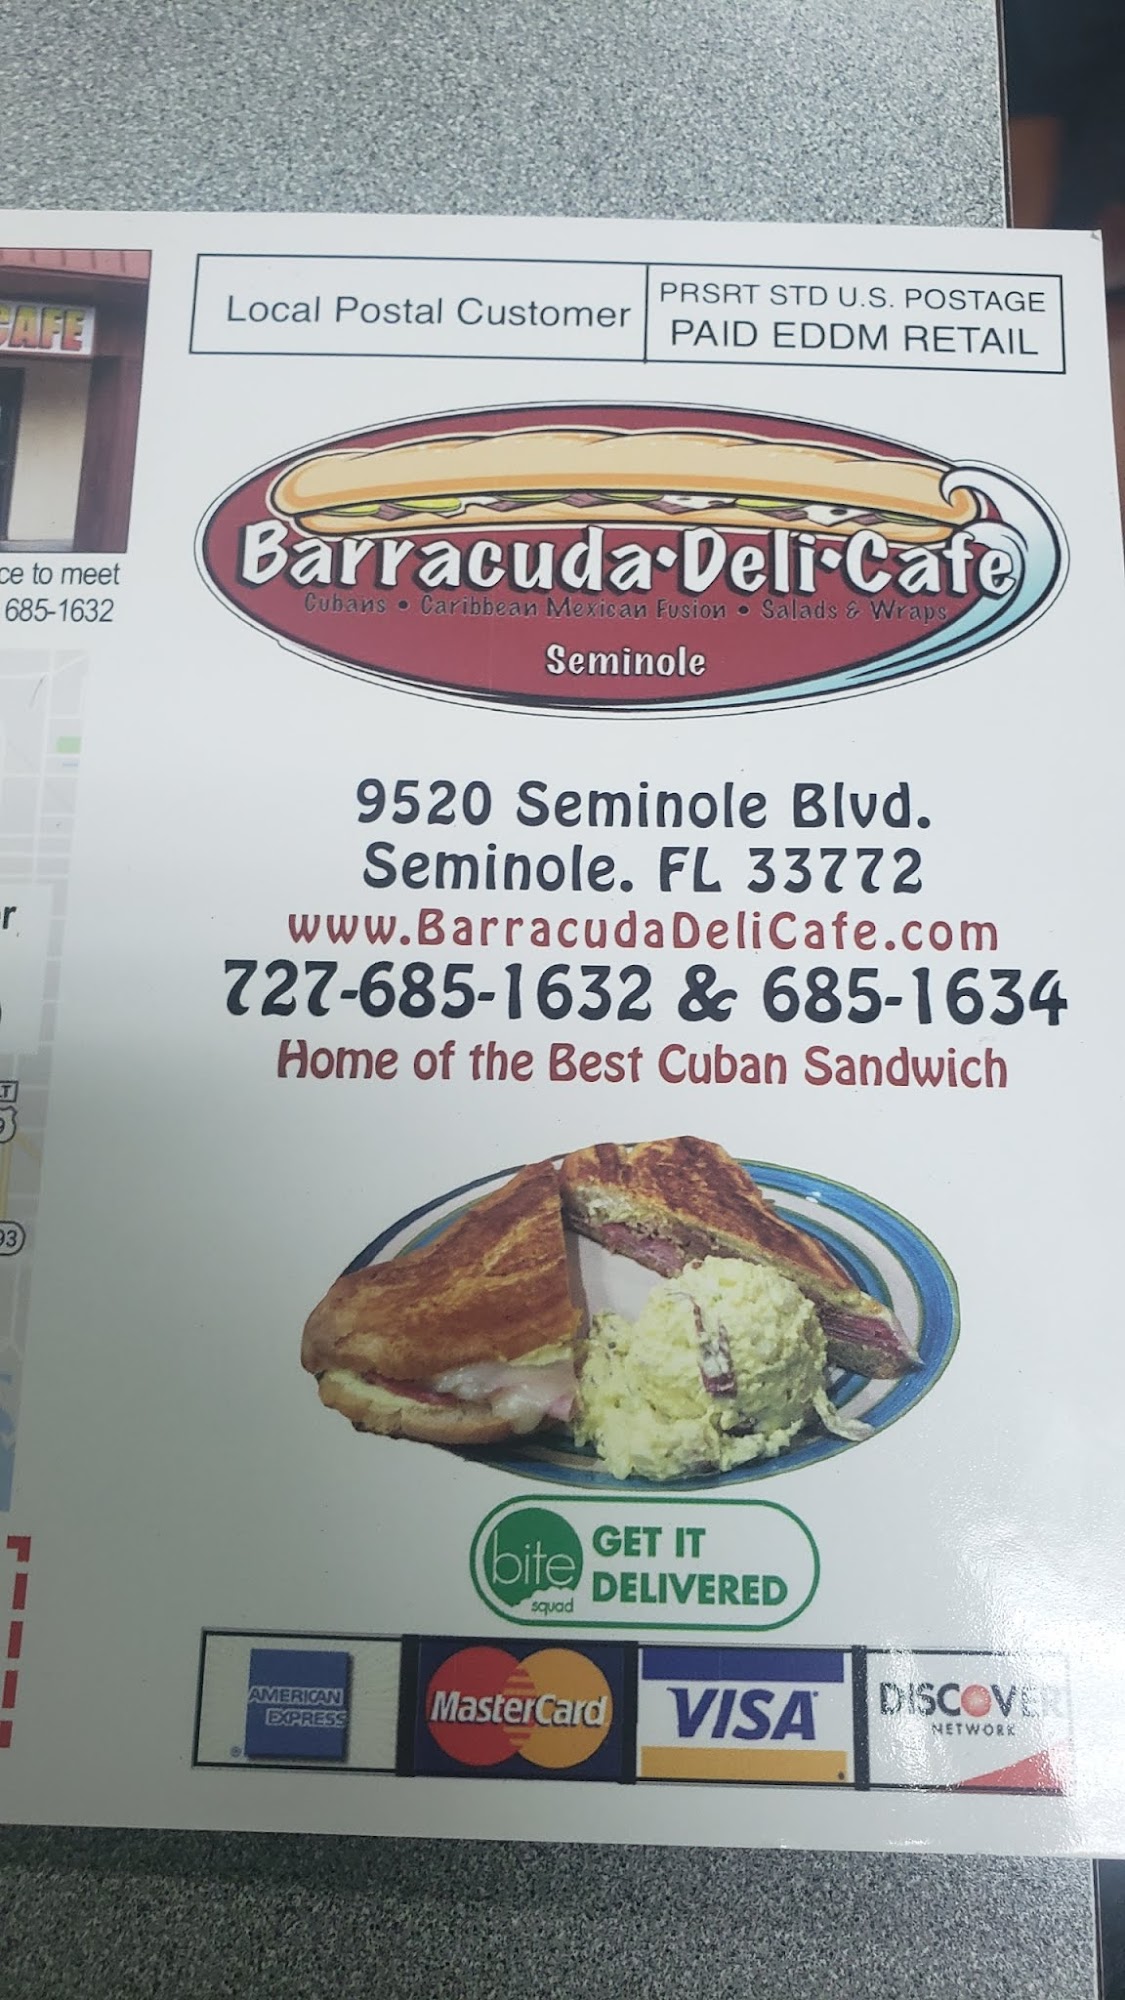 CAFE
ce to meet
685-1632
r
93
Local Postal Customer
PRSRT STD U.S. POSTAGE
PAID EDDM RETAIL
Barracuda•Deli•Cafe
Cubans • Caribbean Mexican Fusion • Salads & Wraps
Seminole
9520 Seminole Blvd.
Seminole. FL 33772
www.BarracudaDeliCafe.com
727-685-1632 & 685-1634
Home of the Best Cuban Sandwich
bite
squad
GET IT
DELIVERED
AMERICAN
EXPRESS
®
MasterCard
VISA
DISCOVER
NETWORK